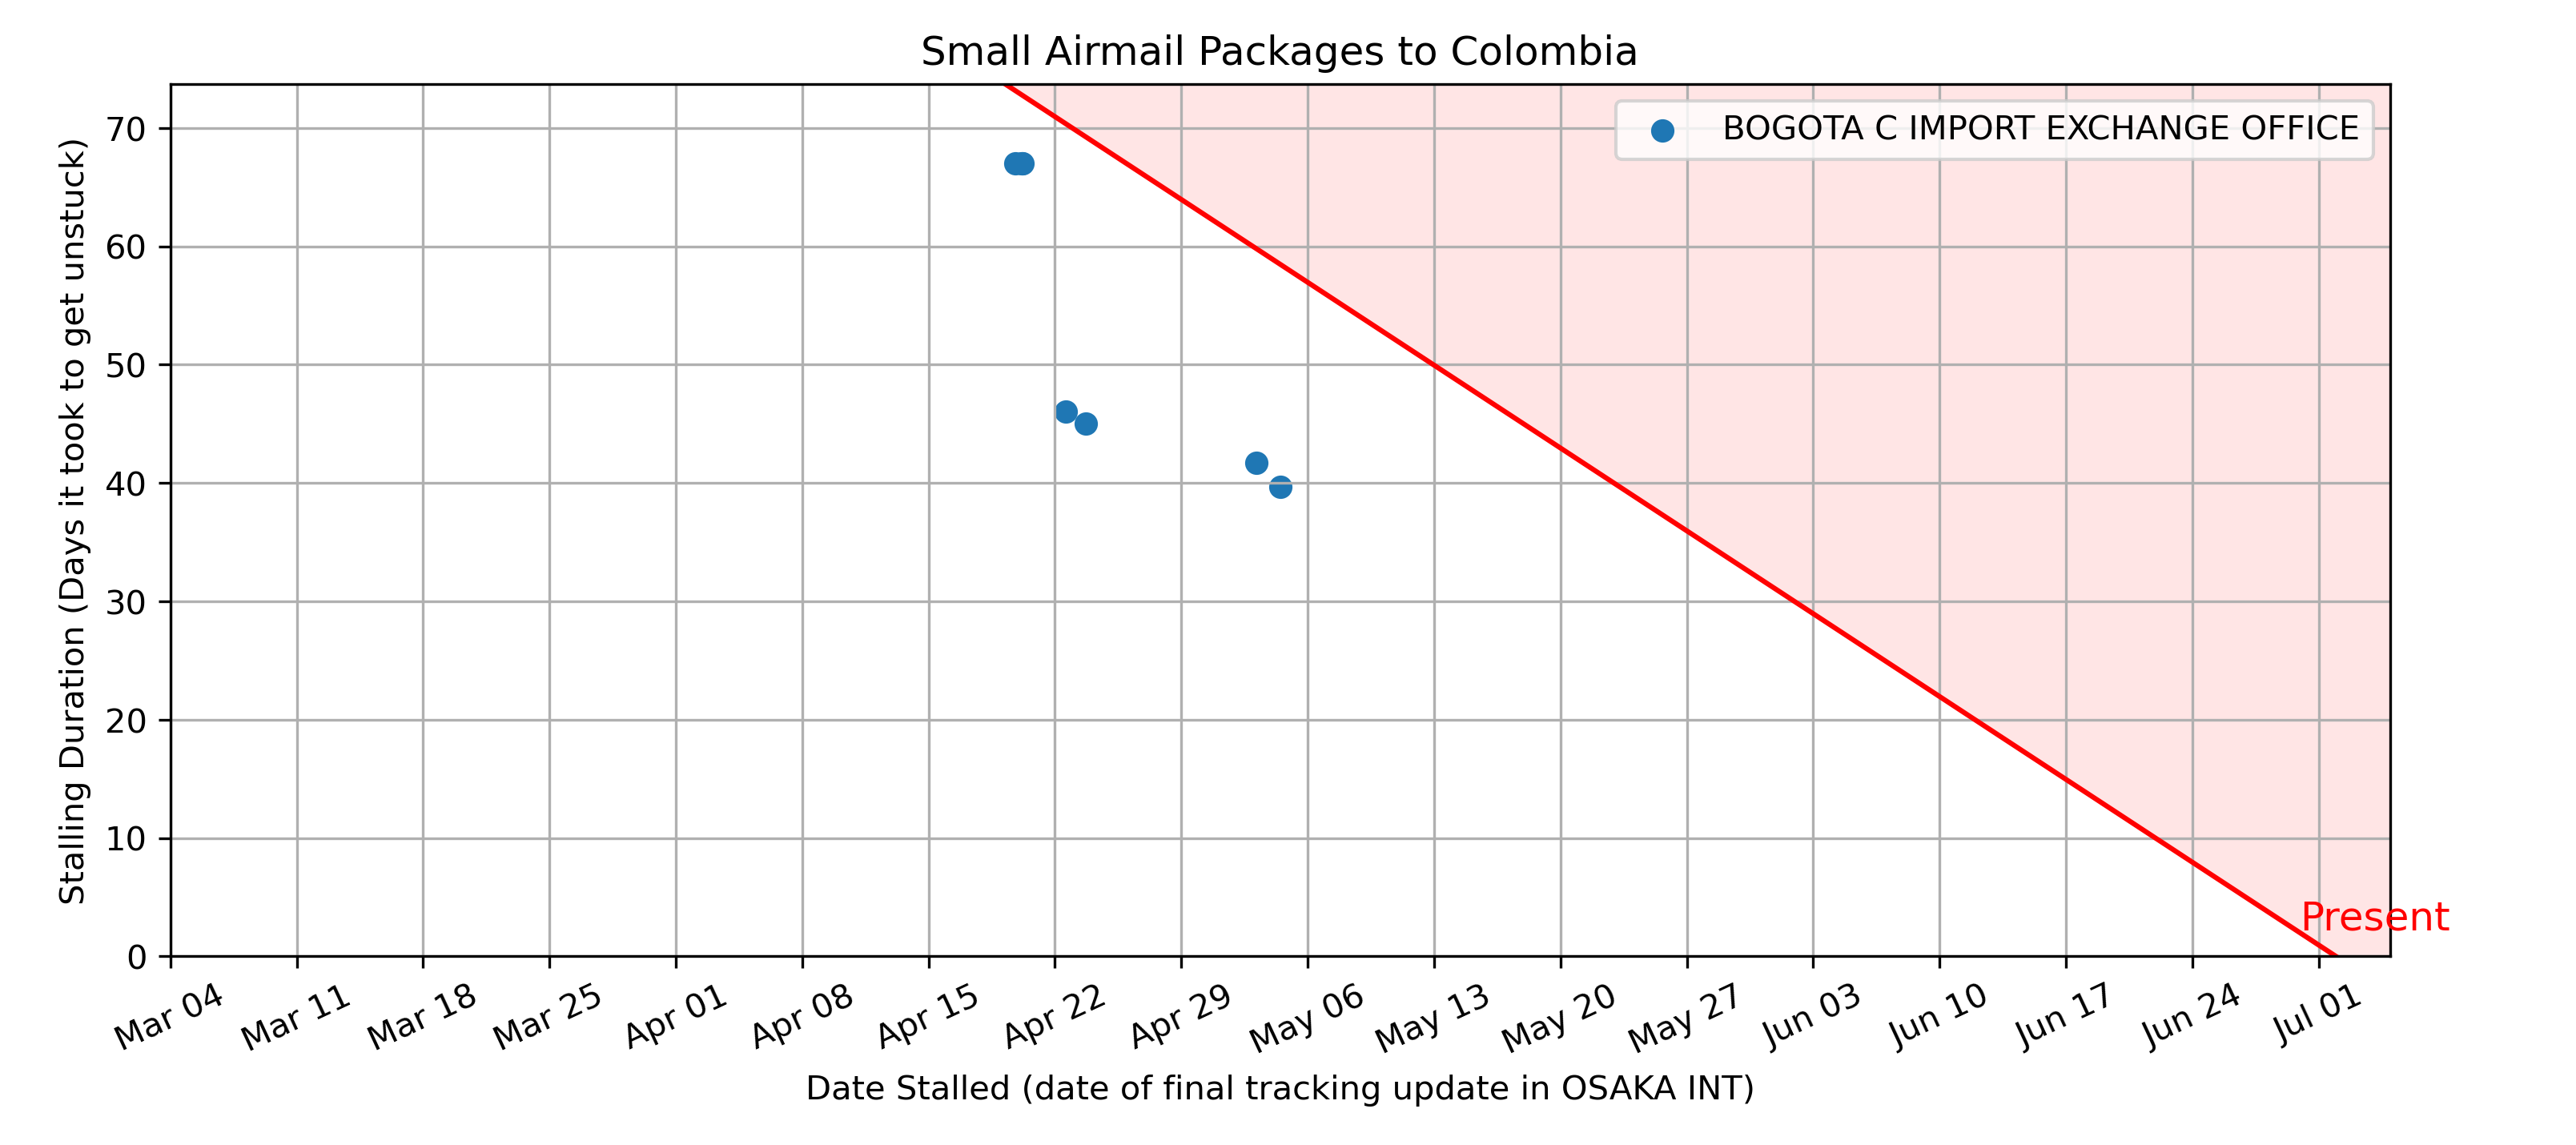 Small Airmail Packages to Colombia
BOGOTA C IMPORT EXCHANGE OFFICE
Stalling Duration (Days it took to get unstuck)
70
60
50
40
30
20
10
0
Present
Mar 04
Mar 11
Mar 18
Mar 25
Apr 01
Apr 08
Apr 15
Apr 22
Apr 29
May 06
May 13
May 20
May 27
Jun 03
Jun 10
Jun 17
Jun 24
Jul 01
Date Stalled (date of final tracking update in OSAKA INT)